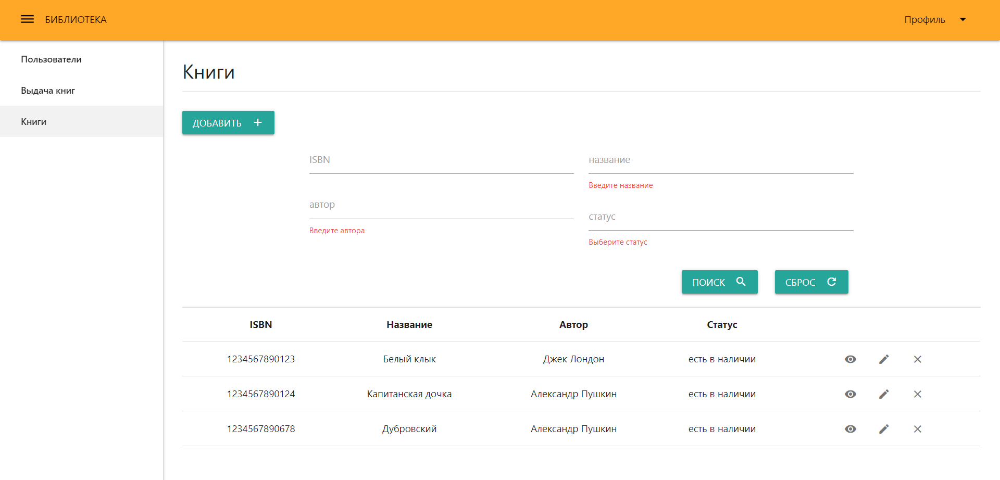 БИБЛИОТЕКА
Профиль
Пользователи
Выдача книг
Книги
Книги
ДОБАВИТЬ
ISBN
название
Введите название
автор
Введите автора
статус
Выберите статус
ПОИСК
СБРОС
ISBN Название Автор Статус
1234567890123 Белый клык Джек Лондон есть в наличии
1234567890124 Капитанская дочка Александр Пушкин есть в наличии
1234567890678 Дубровский Александр Пушкин есть в наличии